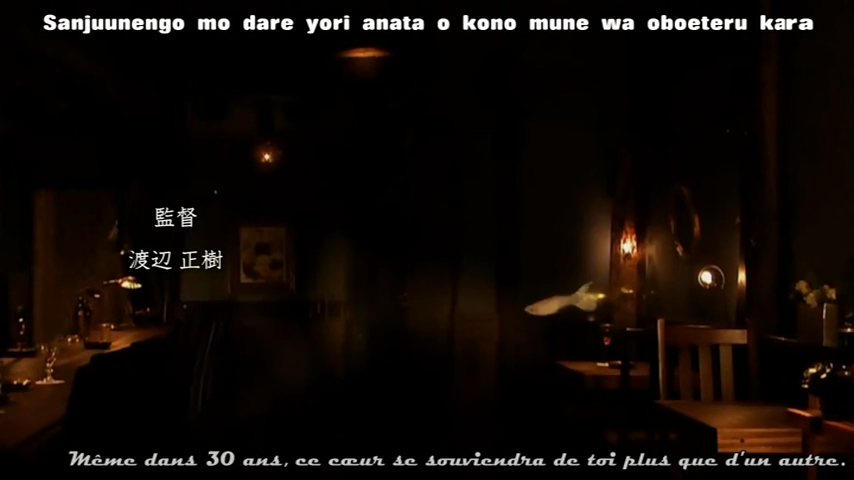 Sanjuunengo mo dare yori anata o kono mune wa oboeteru kara
監督
渡辺 正樹
Même dans 30 ans, ce cœur se souviendra de toi plus que d'un autre.